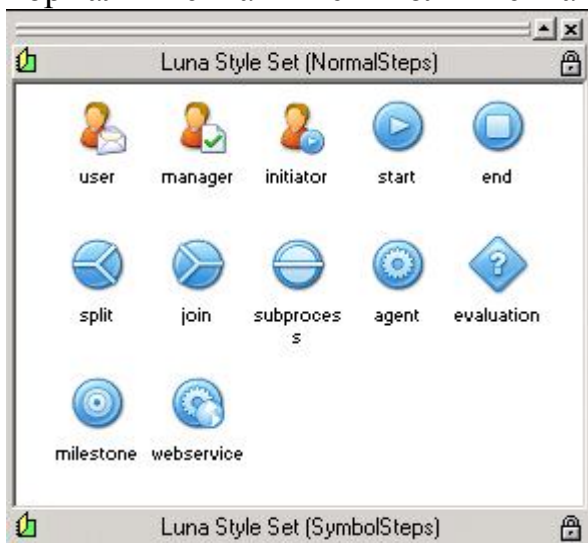 Luna Style Set (NormalSteps)
user manager initiator start end
split join subproces agent evaluation
s
milestone webservice
Luna Style Set (SymbolSteps)